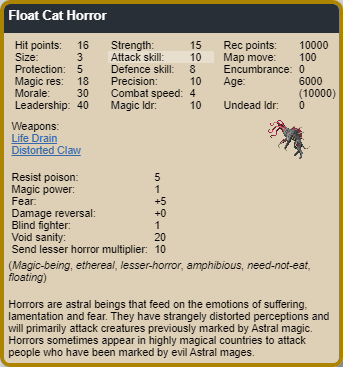 Float Cat Horror
Hit points: 16 Strength: 15 Rec points: 10000
Size: 3 Attack skill: 10 Map move: 100
Protection: 5 Defence skill: 8 Encumbrance: 0
Magic res: 18 Precision: 10 Age: 6000
Morale: 30 Combat speed: 4 (10000)
Leadership: 40 Magic ldr: 10 Undead ldr: 0
Weapons:
Life Drain
Distorted Claw
Resist poison: 5
Magic power: 1
Fear: +5
Damage reversal: +0
Blind fighter: 1
Void sanity: 20
Send lesser horror multiplier: 10
(Magic-being, ethereal, lesser-horror, amphibious, need-not-eat,
floating)
Horrors are astral beings that feed on the emotions of suffering,
lamentation and fear. They have strangely distorted perceptions and
will primarily attack creatures previously marked by Astral magic.
Horrors sometimes appear in highly magical countries to attack
people who have been marked by evil Astral mages.